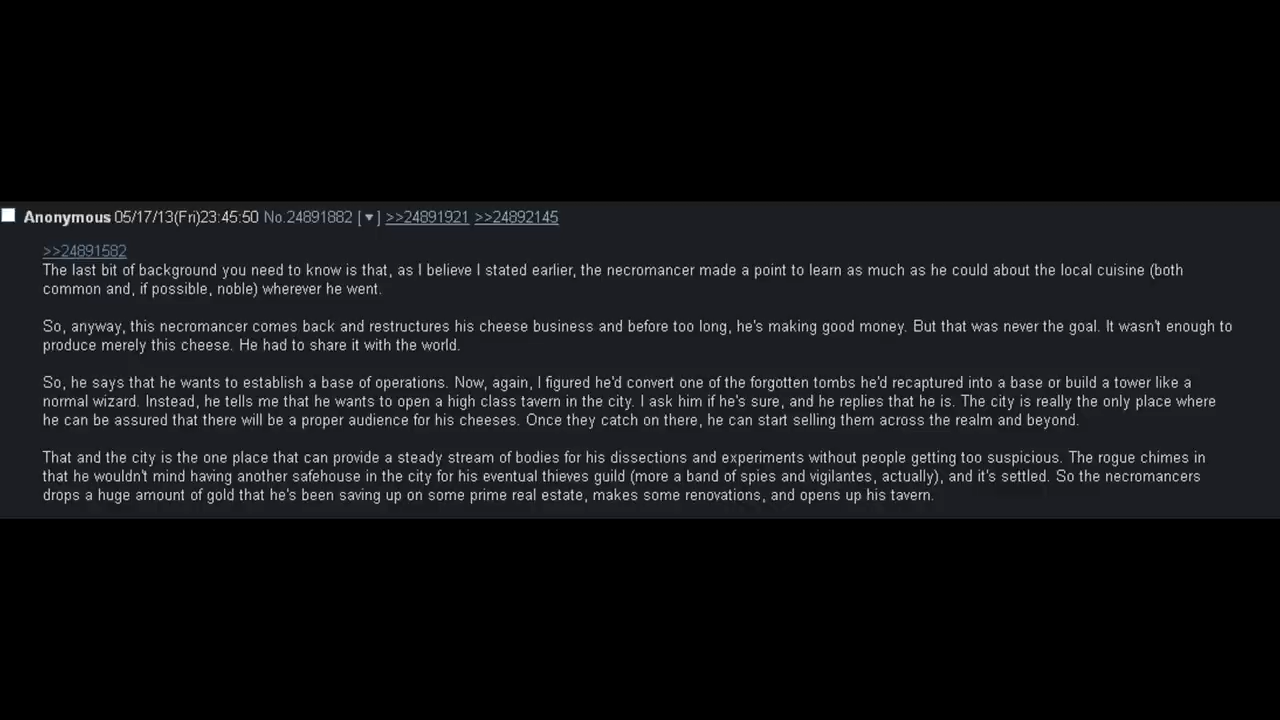 Anonymous 05/17/13(Fri)23:45:50 No.24891882 [▼] >>24891921 >>24892145
>>24891582
The last bit of background you need to know is that, as I believe I stated earlier, the necromancer made a point to learn as much as he could about the local cuisine (both
common and, if possible, noble) wherever he went.
So, anyway, this necromancer comes back and restructures his cheese business and before too long, he's making good money. But that was never the goal. It wasn't enough to
produce merely this cheese. He had to share it with the world.
So, he says that he wants to establish a base of operations. Now, again, I figured he'd convert one of the forgotten tombs he'd recaptured into a base or build a tower like a
normal wizard. Instead, he tells me that he wants to open a high class tavern in the city. I ask him if he's sure, and he replies that he is. The city is really the only place where
he can be assured that there will be a proper audience for his cheeses. Once they catch on there, he can start selling them across the realm and beyond.
That and the city is the one place that can provide a steady stream of bodies for his dissections and experiments without people getting too suspicious. The rogue chimes in
that he wouldn't mind having another safehouse in the city for his eventual thieves guild (more a band of spies and vigilantes, actually), and it's settled. So the necromancers
drops a huge amount of gold that he's been saving up on some prime real estate, makes some renovations, and opens up his tavern.